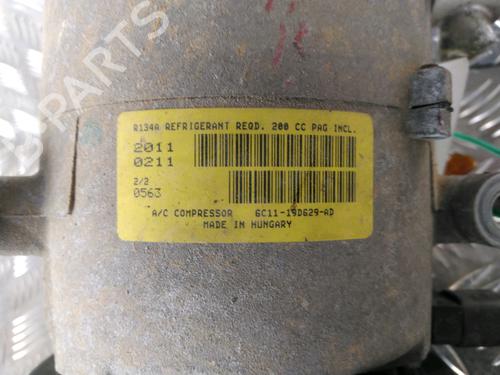 R134A REFRIGERANT REQD. 200 CC PAG INCL.
2011
0211
2/2
0563
A/C COMPRESSOR 6C11-19D629-AD
MADE IN HUNGARY
B-PARTS